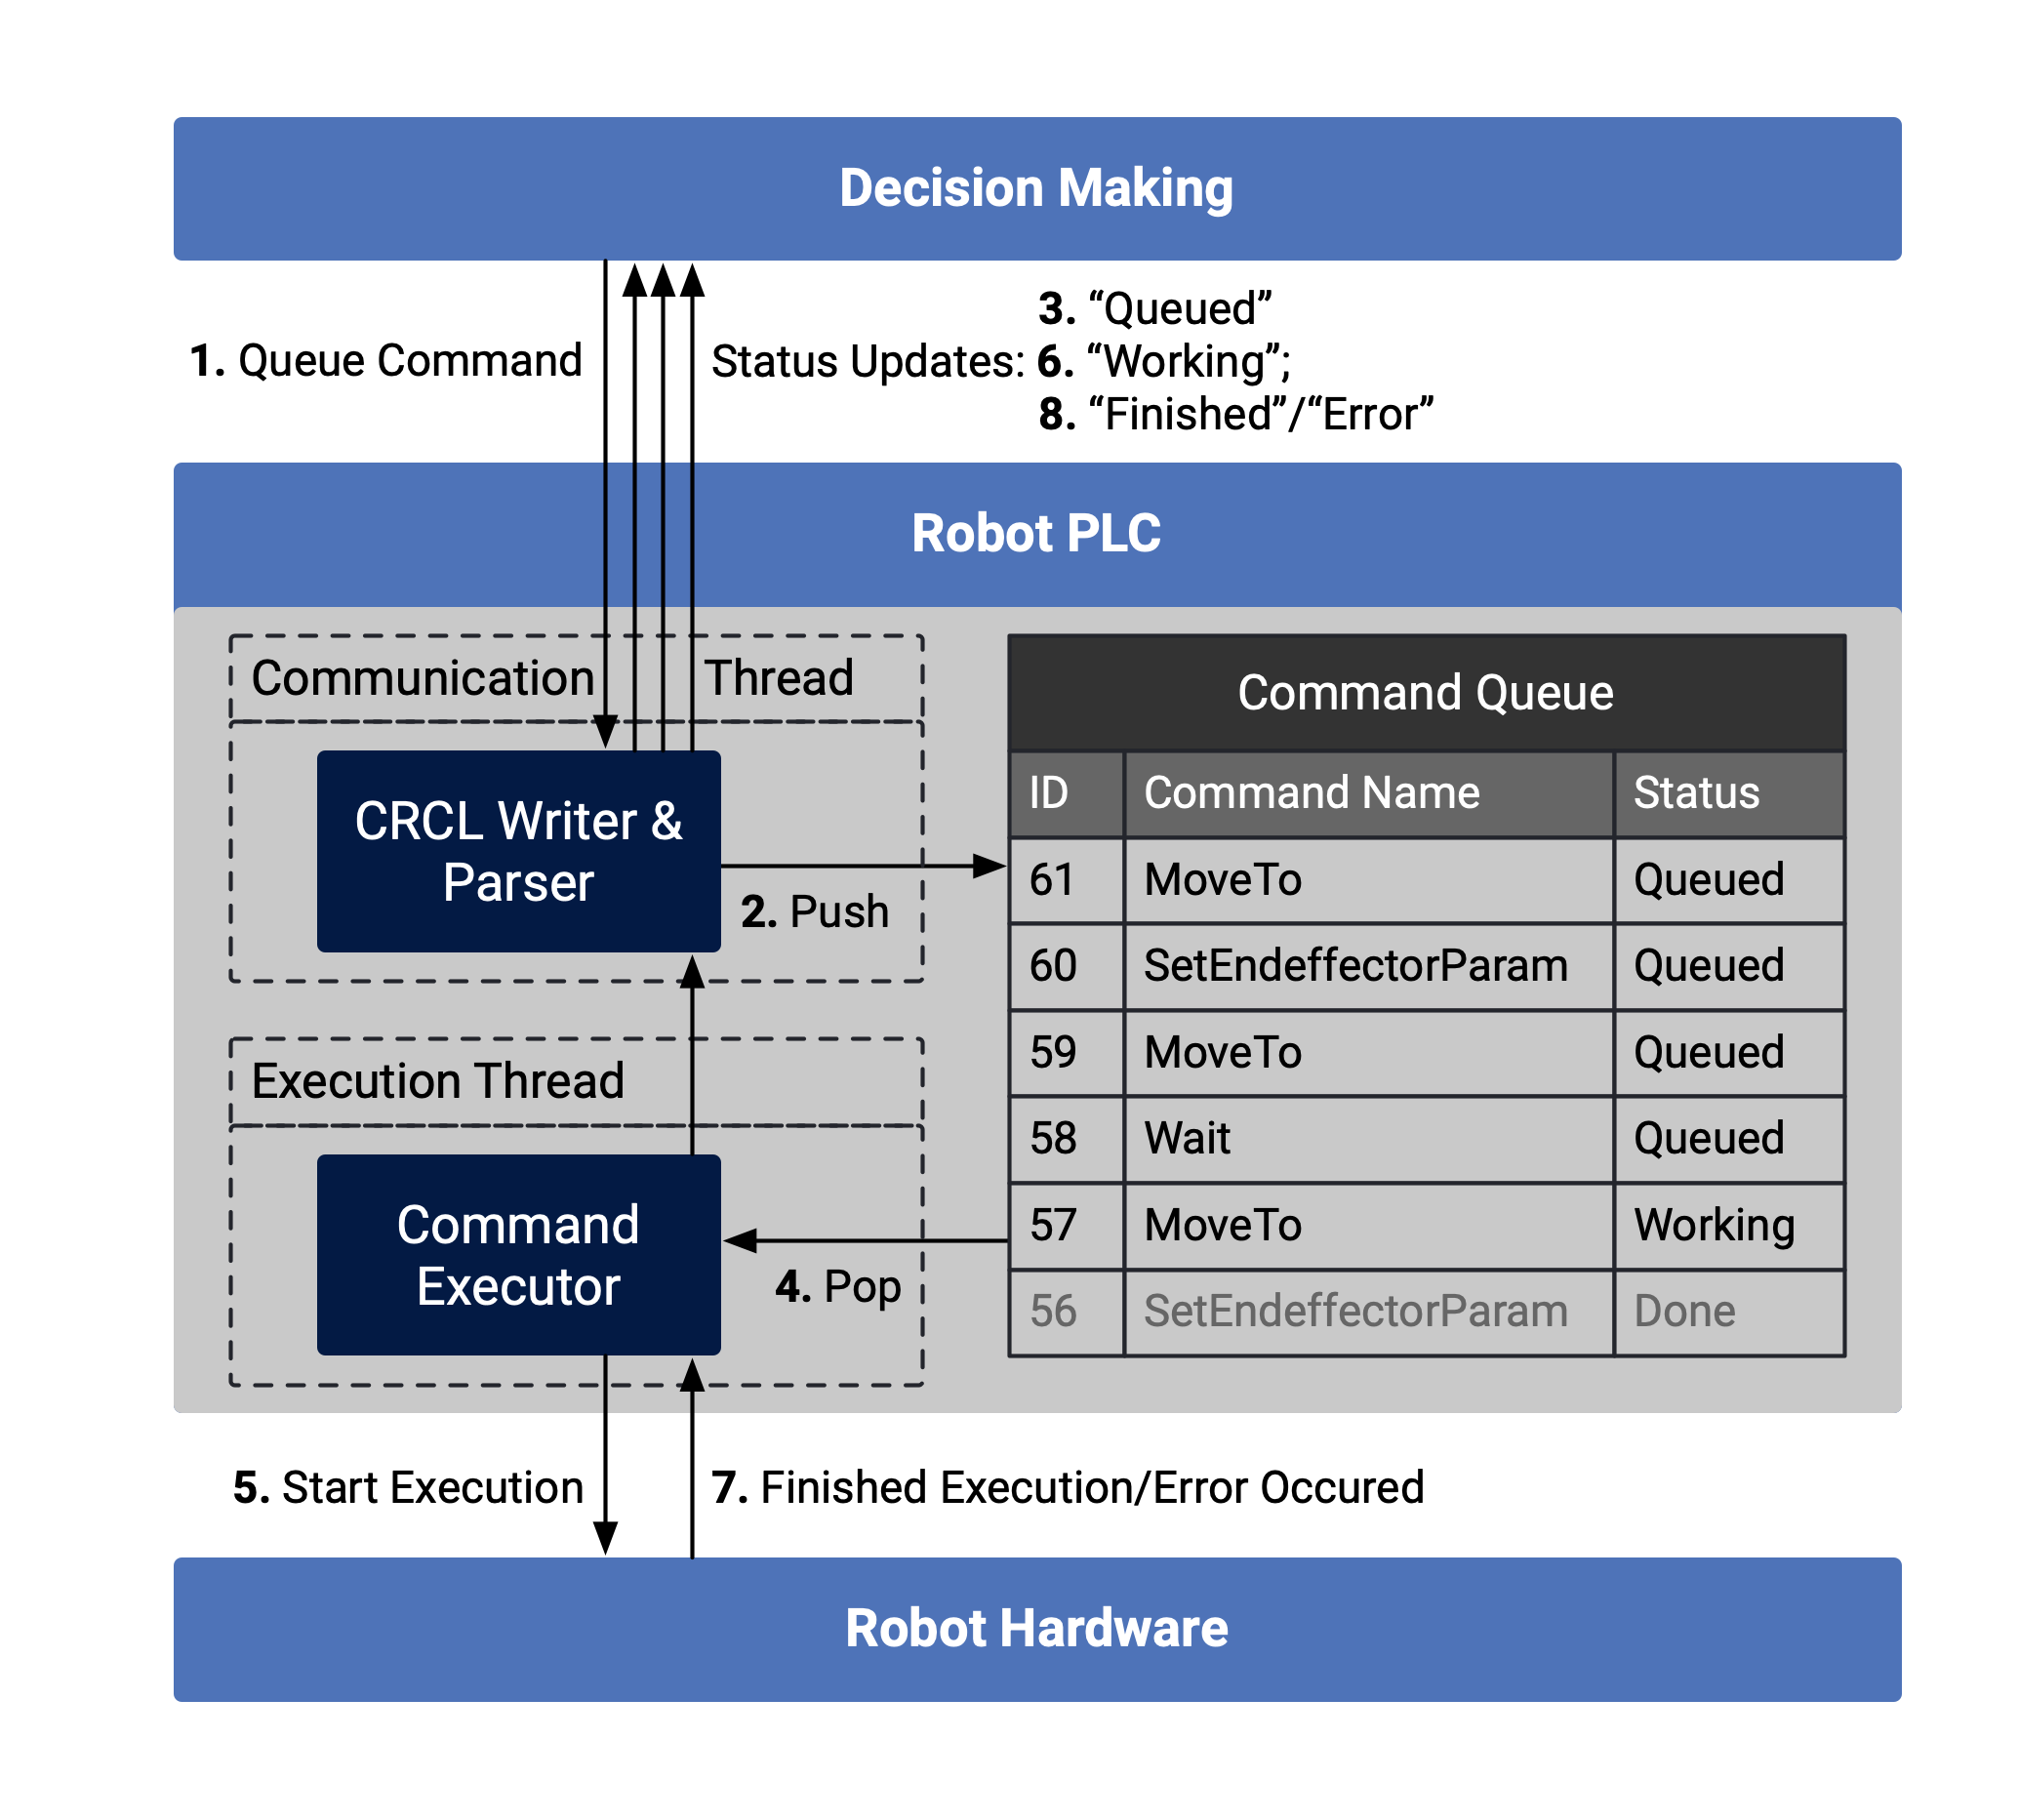 Decision Making
1. Queue Command
Status Updates:
3. “Queued”
6. “Working”;
8. “Finished”/“Error”
Robot PLC
Communication Thread
CRCL Writer &
Parser
2. Push
Execution Thread
Command
Executor
4. Pop
Command Queue
ID Command Name Status
61 MoveTo Queued
60 SetEndeffectorParam Queued
59 MoveTo Queued
58 Wait Queued
57 MoveTo Working
56 SetEndeffectorParam Done
5. Start Execution
7. Finished Execution/Error Occured
Robot Hardware